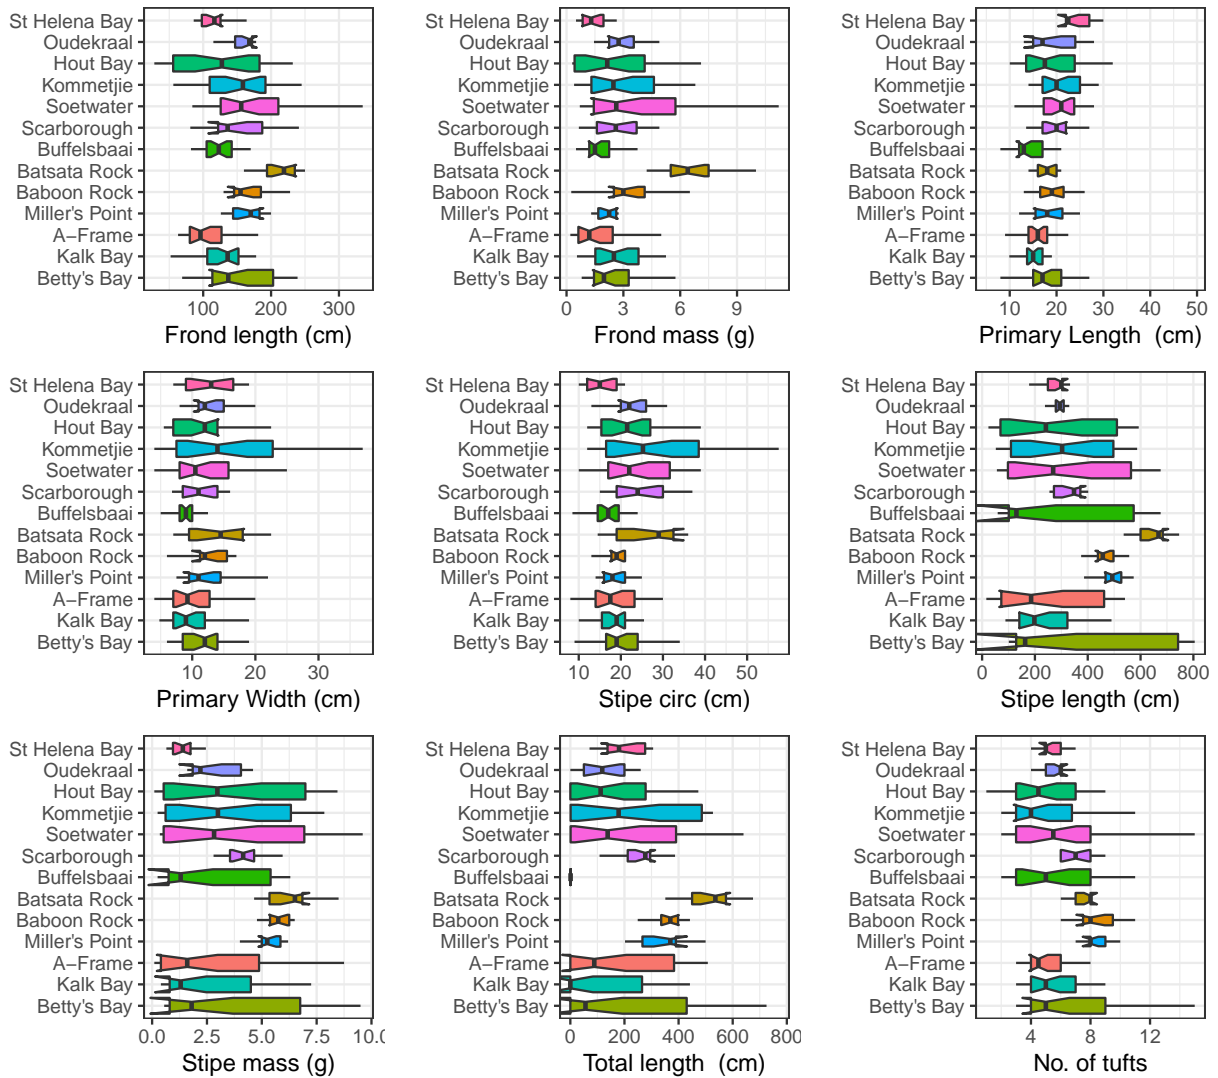 St Helena Bay
Oudekraal
Hout Bay
Kommetjie
Soetwater
Scarborough
Buffelsbaai
Batsata Rock
Baboon Rock
Miller's Point
A−Frame
Kalk Bay
Betty's Bay
100 200 300
Frond length (cm)
St Helena Bay
Oudekraal
Hout Bay
Kommetjie
Soetwater
Scarborough
Buffelsbaai
Batsata Rock
Baboon Rock
Miller's Point
A−Frame
Kalk Bay
Betty's Bay
0 3 6 9
Frond mass (g)
St Helena Bay
Oudekraal
Hout Bay
Kommetjie
Soetwater
Scarborough
Buffelsbaai
Batsata Rock
Baboon Rock
Miller's Point
A−Frame
Kalk Bay
Betty's Bay
10 20 30 40 50
Primary Length (cm)
St Helena Bay
Oudekraal
Hout Bay
Kommetjie
Soetwater
Scarborough
Buffelsbaai
Batsata Rock
Baboon Rock
Miller's Point
A−Frame
Kalk Bay
Betty's Bay
10 20 30
Primary Width (cm)
St Helena Bay
Oudekraal
Hout Bay
Kommetjie
Soetwater
Scarborough
Buffelsbaai
Batsata Rock
Baboon Rock
Miller's Point
A−Frame
Kalk Bay
Betty's Bay
10 20 30 40 50
Stipe circ (cm)
St Helena Bay
Oudekraal
Hout Bay
Kommetjie
Soetwater
Scarborough
Buffelsbaai
Batsata Rock
Baboon Rock
Miller's Point
A−Frame
Kalk Bay
Betty's Bay
0 200 400 600 800
Stipe length (cm)
St Helena Bay
Oudekraal
Hout Bay
Kommetjie
Soetwater
Scarborough
Buffelsbaai
Batsata Rock
Baboon Rock
Miller's Point
A−Frame
Kalk Bay
Betty's Bay
0.0 2.5 5.0 7.5 10.0
Stipe mass (g)
St Helena Bay
Oudekraal
Hout Bay
Kommetjie
Soetwater
Scarborough
Buffelsbaai
Batsata Rock
Baboon Rock
Miller's Point
A−Frame
Kalk Bay
Betty's Bay
0 200 400 600 800
Total length (cm)
St Helena Bay
Oudekraal
Hout Bay
Kommetjie
Soetwater
Scarborough
Buffelsbaai
Batsata Rock
Baboon Rock
Miller's Point
A−Frame
Kalk Bay
Betty's Bay
4 8 12
No. of tufts